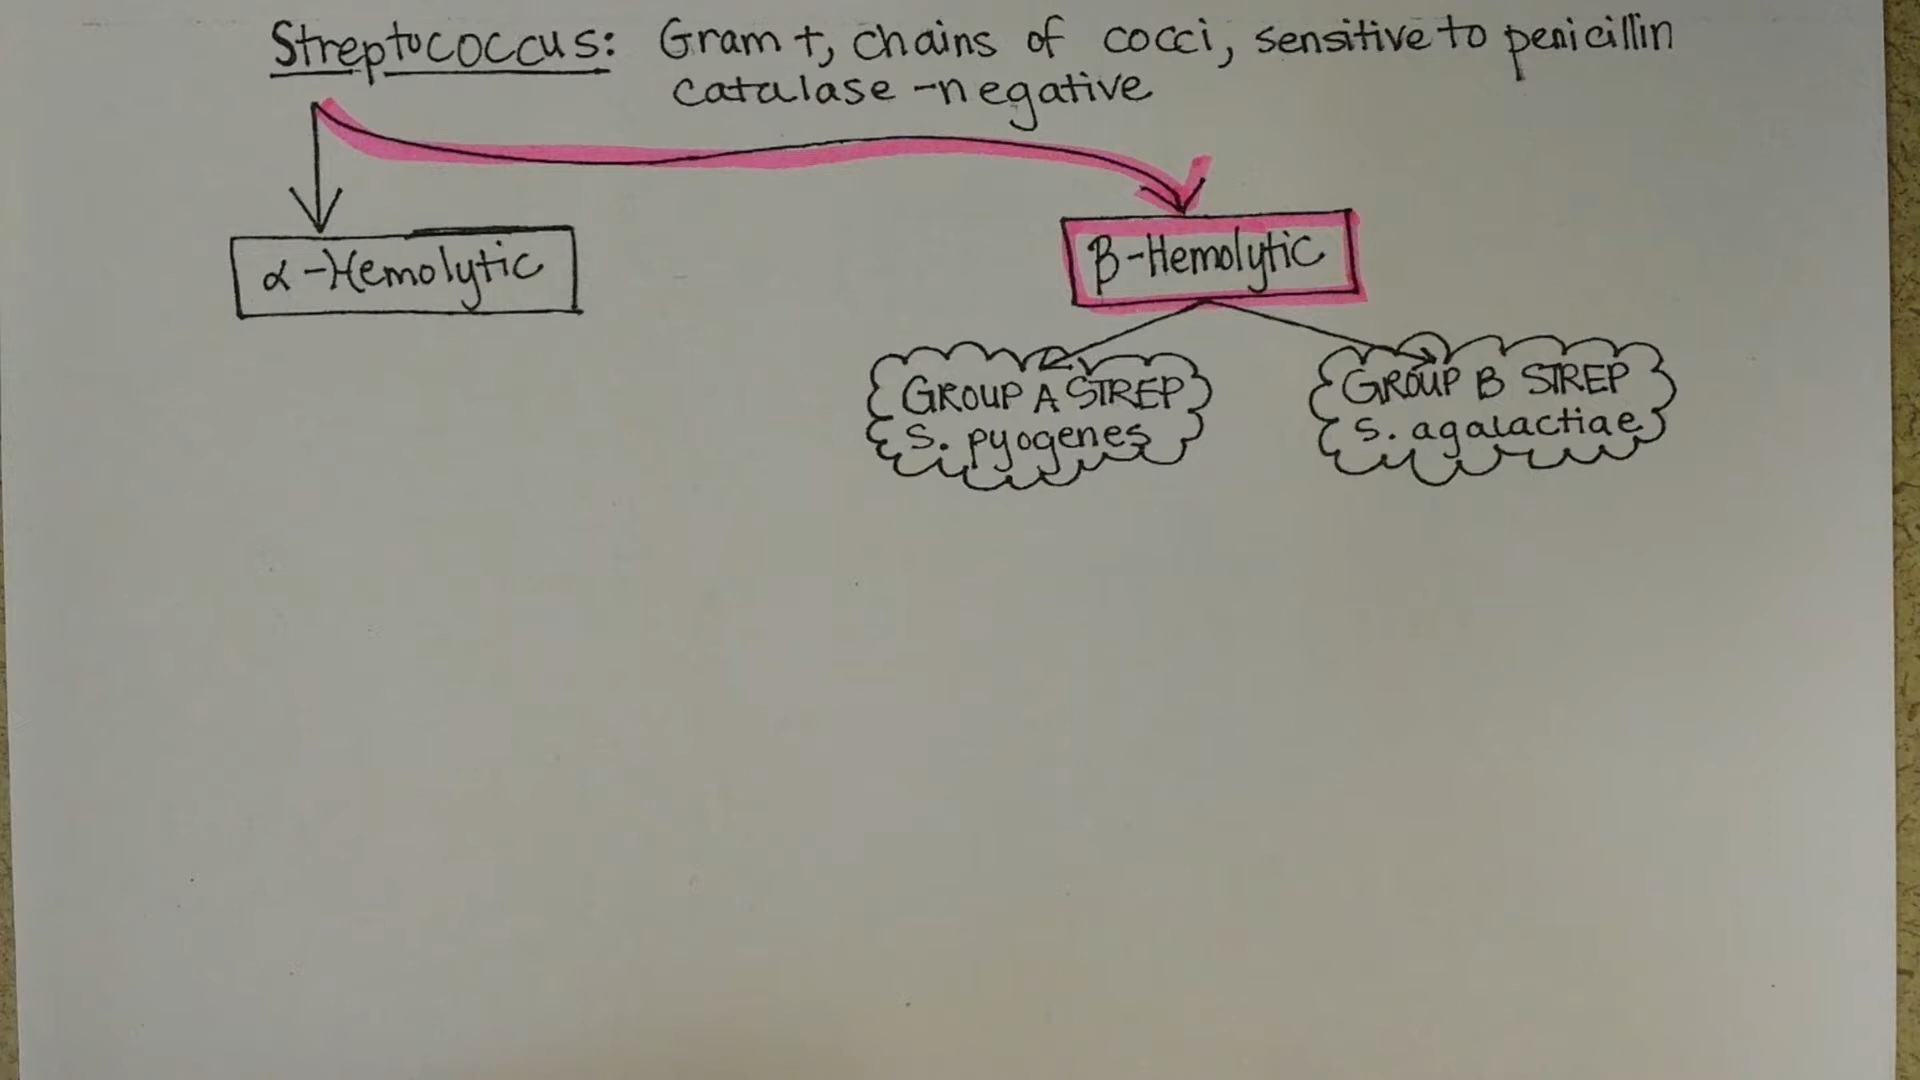 Streptococcus: Gram +, chains of cocci, sensitive to penicillin
catalase -negative
α-Hemolytic
β-Hemolytic
GROUP A STREP
S. pyogenes
GROUP B STREP
S. agalactiae